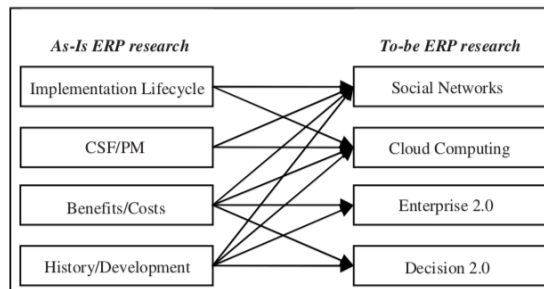 As-Is ERP research
To-be ERP research
Implementation Lifecycle
Social Networks
CSF/PM
Cloud Computing
Benefits/Costs
Enterprise 2.0
History/Development
Decision 2.0